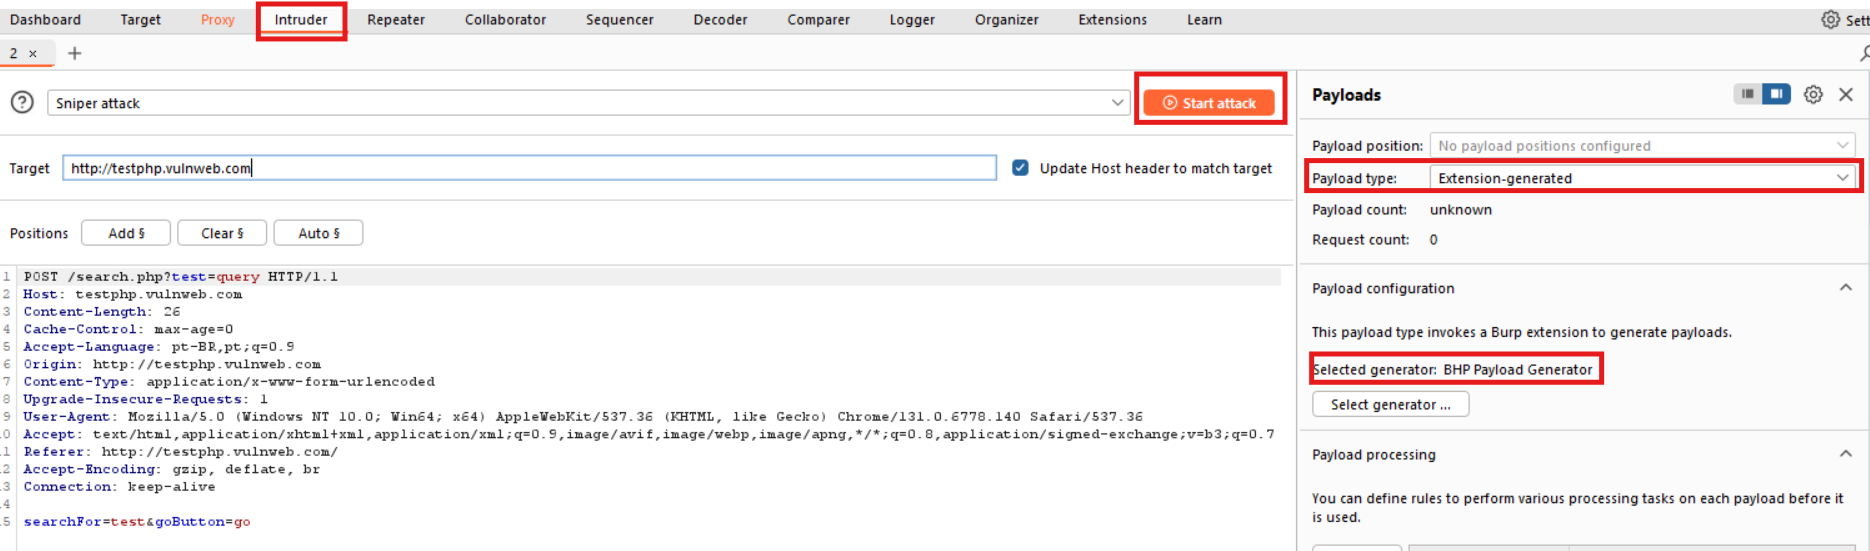 Dashboard Target Proxy Intruder Repeater Collaborator Sequencer Decoder Comparer Logger Organizer Extensions Learn Sett
2 × +
Sniper attack
Start attack
Target http://testphp.vulnweb.com Update Host header to match target
Positions Add § Clear § Auto §
1 POST /search.php?test=query HTTP/1.1
2 Host: testphp.vulnweb.com
3 Content-Length: 26
4 Cache-Control: max-age=0
5 Accept-Language: pt-BR,pt;q=0.9
6 Origin: http://testphp.vulnweb.com
7 Content-Type: application/x-www-form-urlencoded
8 Upgrade-Insecure-Requests: 1
9 User-Agent: Mozilla/5.0 (Windows NT 10.0; Win64; x64) AppleWebKit/537.36 (KHTML, like Gecko) Chrome/131.0.6778.140 Safari/537.36
0 Accept: text/html,application/xhtml+xml,application/xml;q=0.9,image/avif,image/webp,image/apng,*/*;q=0.8,application/signed-exchange;v=b3;q=0.7
1 Referer: http://testphp.vulnweb.com/
2 Accept-Encoding: gzip, deflate, br
3 Connection: keep-alive
4
5 searchFor=test&goButton=go
Payloads
Payload position: No payload positions configured
Payload type: Extension-generated
Payload count: unknown
Request count: 0
Payload configuration
This payload type invokes a Burp extension to generate payloads.
Selected generator: BHP Payload Generator
Select generator ...
Payload processing
You can define rules to perform various processing tasks on each payload before it
is used.